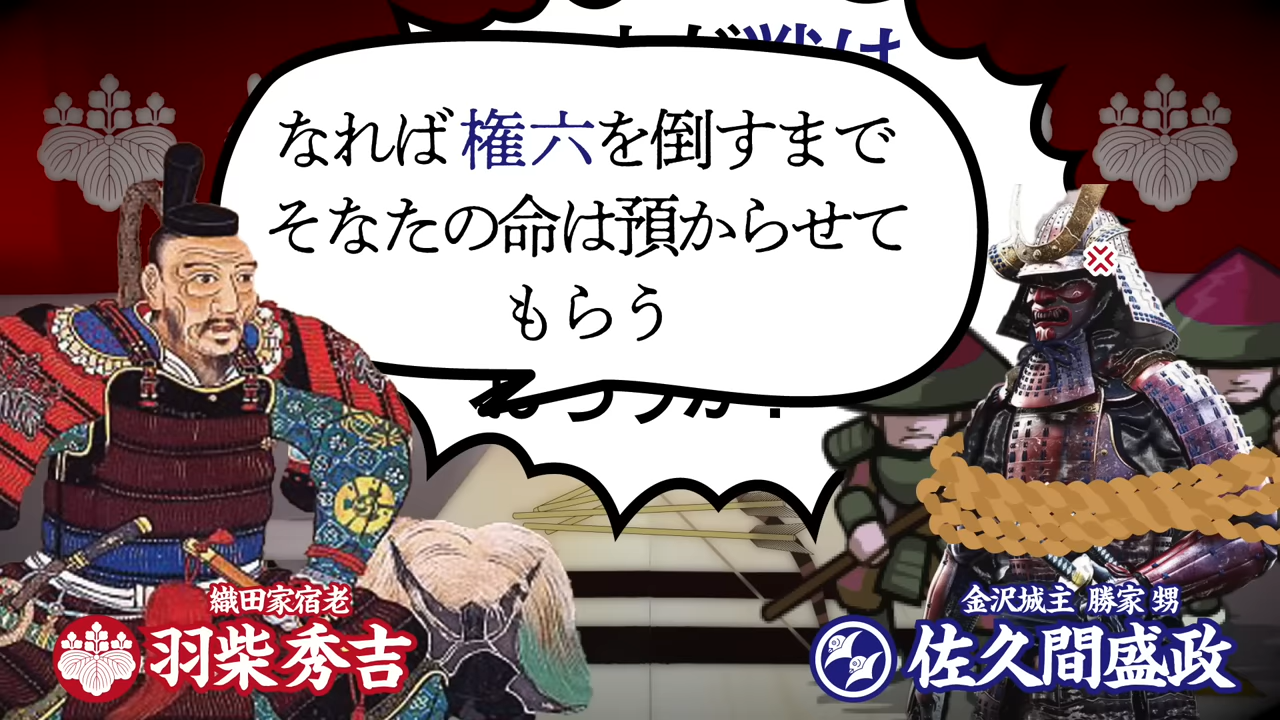 なれば権六を倒すまで
そなたの命は預からせて
もらう
織田家宿老
羽柴秀吉
金沢城主 勝家 甥
佐久間盛政